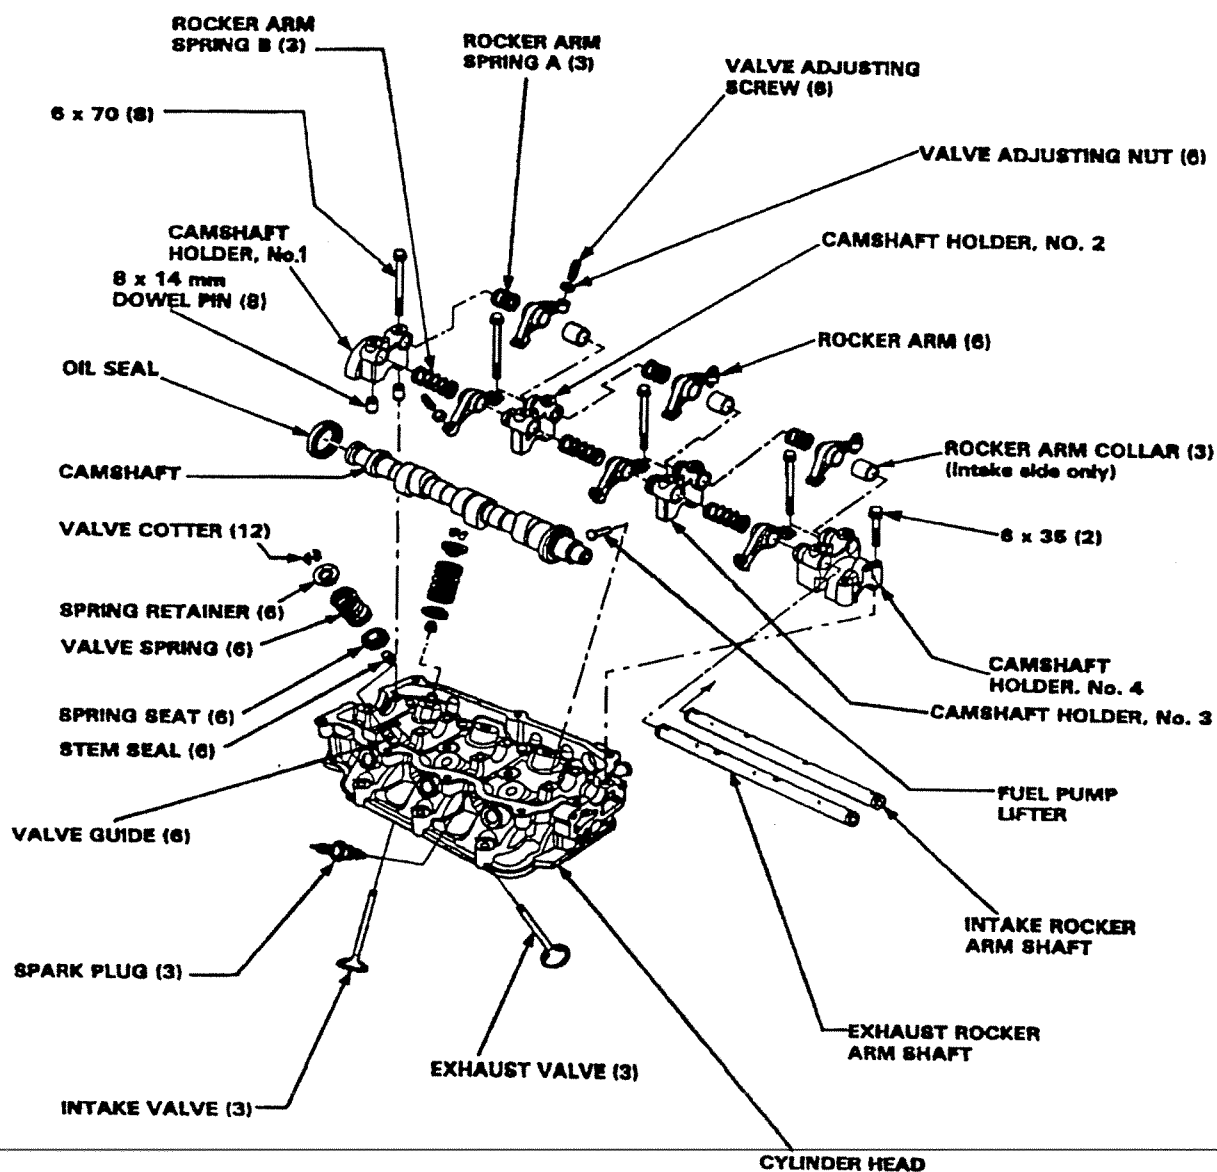 ROCKER ARM
SPRING B (3)
ROCKER ARM
SPRING A (3)
VALVE ADJUSTING
SCREW (6)
6 x 70 (8)
VALVE ADJUSTING NUT (6)
CAMSHAFT
HOLDER, No.1
CAMSHAFT HOLDER, NO. 2
8 x 14 mm
DOWEL PIN (8)
ROCKER ARM (6)
OIL SEAL
ROCKER ARM COLLAR (3)
(Intake side only)
CAMSHAFT
VALVE COTTER (12)
6 x 35 (2)
SPRING RETAINER (6)
VALVE SPRING (6)
CAMSHAFT
HOLDER, No. 4
SPRING SEAT (6)
CAMSHAFT HOLDER, No. 3
STEM SEAL (6)
FUEL PUMP
LIFTER
VALVE GUIDE (6)
INTAKE ROCKER
ARM SHAFT
SPARK PLUG (3)
EXHAUST ROCKER
ARM SHAFT
EXHAUST VALVE (3)
INTAKE VALVE (3)
CYLINDER HEAD